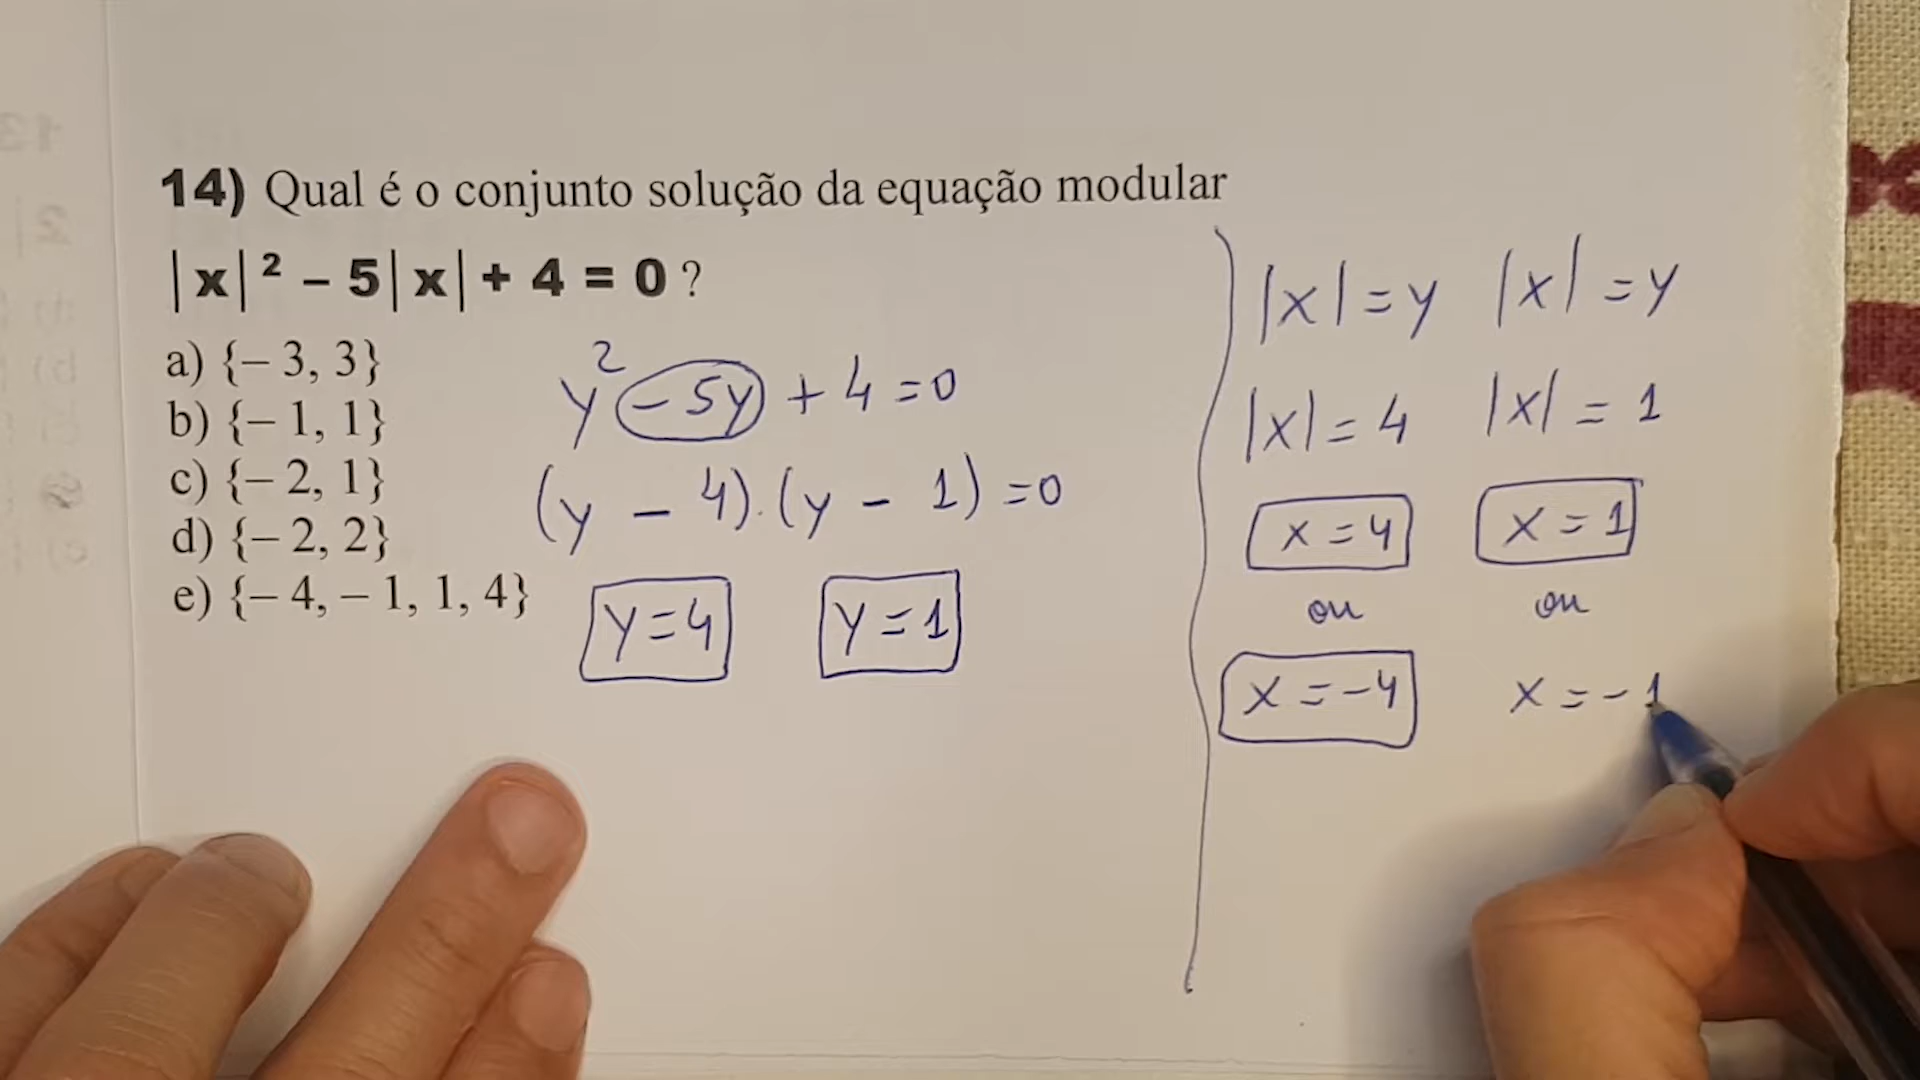 14) Qual é o conjunto solução da equação modular
|x|² – 5|x| + 4 = 0 ?
a) {– 3, 3}
b) {– 1, 1}
c) {– 2, 1}
d) {– 2, 2}
e) {– 4, – 1, 1, 4}
y² – 5y + 4 = 0
(y – 4).(y – 1) = 0
y = 4 y = 1
|x| = y |x| = y
|x| = 4 |x| = 1
x = 4 x = 1
ou ou
x = –4 x = –1